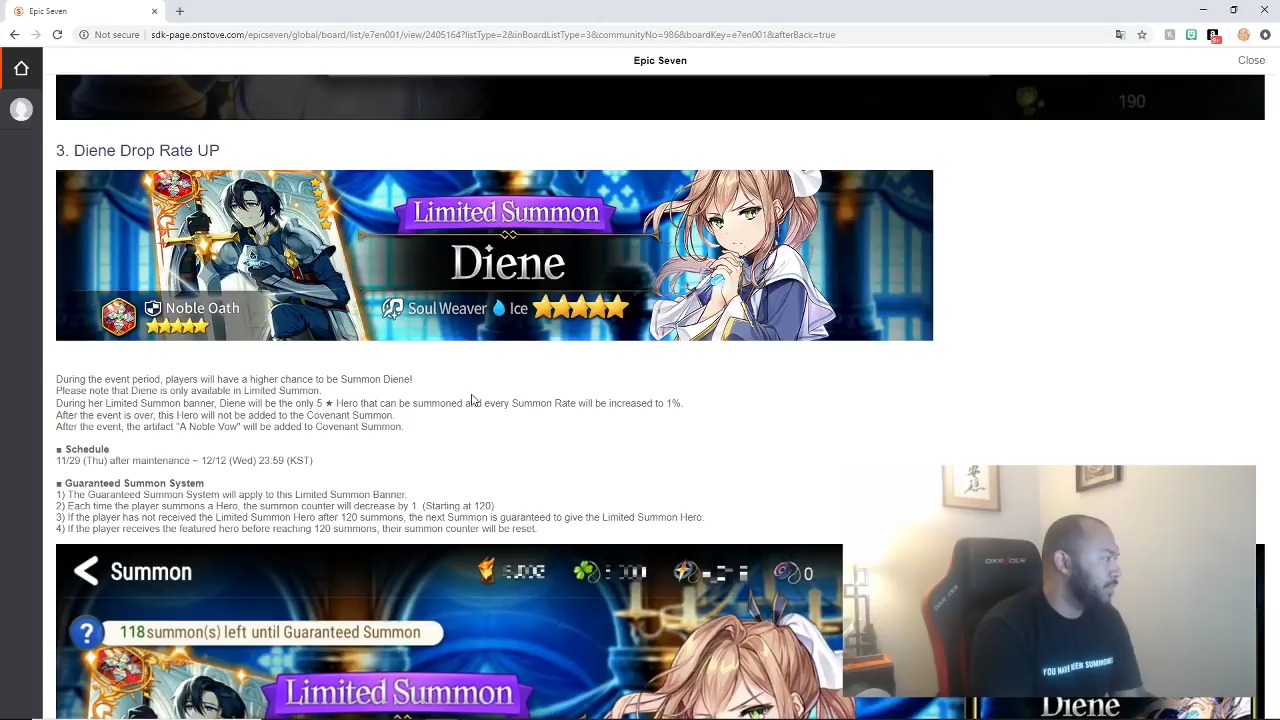 Epic Seven
Not secure | sdk-page.onstove.com/epicseven/global/board/list/e7en001/view/2405164?listType=2&inBoardListType=3&communityNo=986&boardKey=e7en001&afterBack=true
9+
Epic Seven
Close
190
3. Diene Drop Rate UP
Limited Summon
Diene
Noble Oath
Soul Weaver Ice
During the event period, players will have a higher chance to be Summon Diene!
Please note that Diene is only available in Limited Summon.
During her Limited Summon banner, Diene will be the only 5 ★ Hero that can be summoned and every Summon Rate will be increased to 1%.
After the event is over, this Hero will not be added to the Covenant Summon.
After the event, the artifact "A Noble Vow" will be added to Covenant Summon.
■ Schedule
11/29 (Thu) after maintenance ~ 12/12 (Wed) 23:59 (KST)
■ Guaranteed Summon System
1) The Guaranteed Summon System will apply to this Limited Summon Banner.
2) Each time the player summons a Hero, the summon counter will decrease by 1 (Starting at 120)
3) If the player has not received the Limited Summon Hero after 120 summons, the next Summon is guaranteed to give the Limited Summon Hero.
4) If the player receives the featured hero before reaching 120 summons, their summon counter will be reset.
Summon
0
? 118 summon(s) left until Guaranteed Summon
Limited Summon
DXRACER
YOU HAVE BEEN SUMMONED
Diene